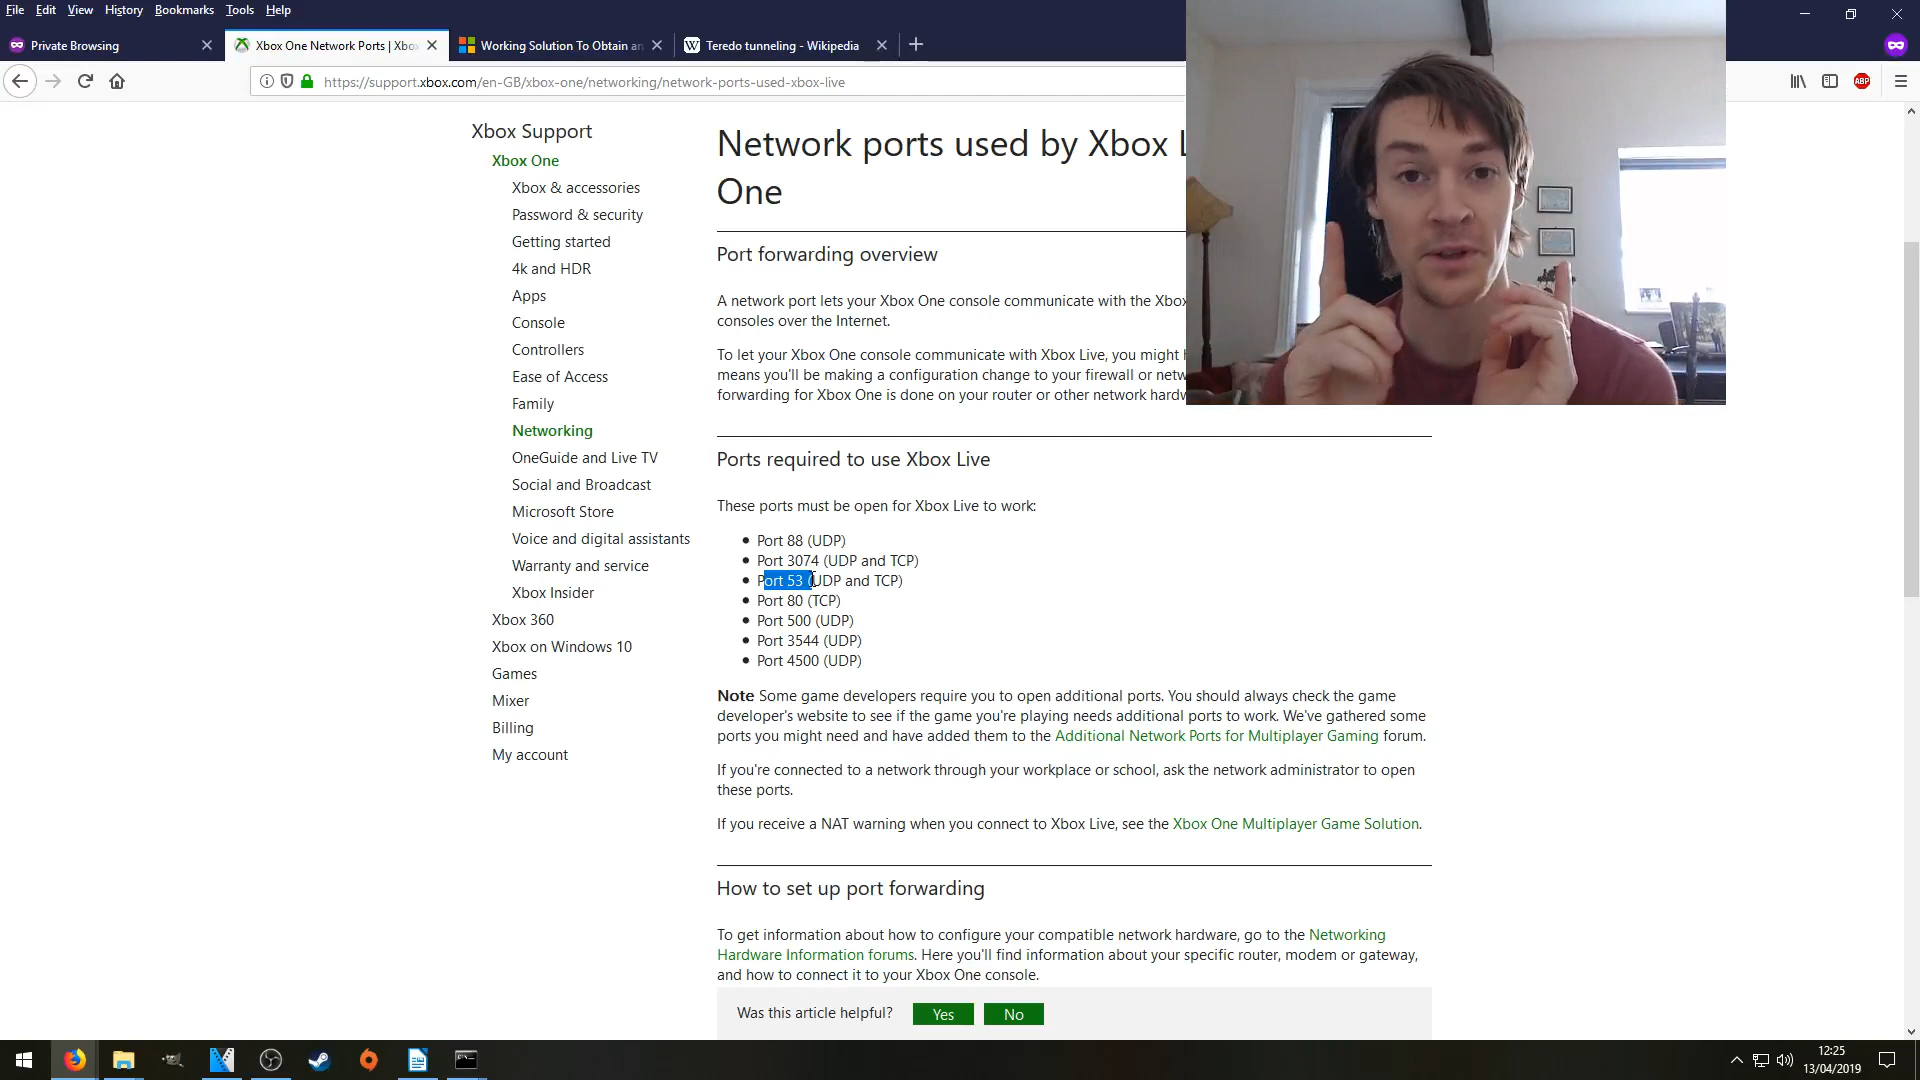 File Edit View History Bookmarks Tools Help
Private Browsing
Xbox One Network Ports | Xbo
Working Solution To Obtain a
Teredo tunneling - Wikipedia
https://support.xbox.com/en-GB/xbox-one/networking/network-ports-used-xbox-live
ABP
Xbox Support
Xbox One
Xbox & accessories
Password & security
Getting started
4k and HDR
Apps
Console
Controllers
Ease of Access
Family
Networking
OneGuide and Live TV
Social and Broadcast
Microsoft Store
Voice and digital assistants
Warranty and service
Xbox Insider
Xbox 360
Xbox on Windows 10
Games
Mixer
Billing
My account
Network ports used by Xbox L
One
Port forwarding overview
A network port lets your Xbox One console communicate with the Xbox
consoles over the Internet.
To let your Xbox One console communicate with Xbox Live, you might h
means you'll be making a configuration change to your firewall or netw
forwarding for Xbox One is done on your router or other network hardw
Ports required to use Xbox Live
These ports must be open for Xbox Live to work:
• Port 88 (UDP)
• Port 3074 (UDP and TCP)
• Port 53 (UDP and TCP)
• Port 80 (TCP)
• Port 500 (UDP)
• Port 3544 (UDP)
• Port 4500 (UDP)
Note Some game developers require you to open additional ports. You should always check the game
developer's website to see if the game you're playing needs additional ports to work. We've gathered some
ports you might need and have added them to the Additional Network Ports for Multiplayer Gaming forum.
If you're connected to a network through your workplace or school, ask the network administrator to open
these ports.
If you receive a NAT warning when you connect to Xbox Live, see the Xbox One Multiplayer Game Solution.
How to set up port forwarding
To get information about how to configure your compatible network hardware, go to the Networking
Hardware Information forums. Here you'll find information about your specific router, modem or gateway,
and how to connect it to your Xbox One console.
Was this article helpful? Yes No
12:25
13/04/2019